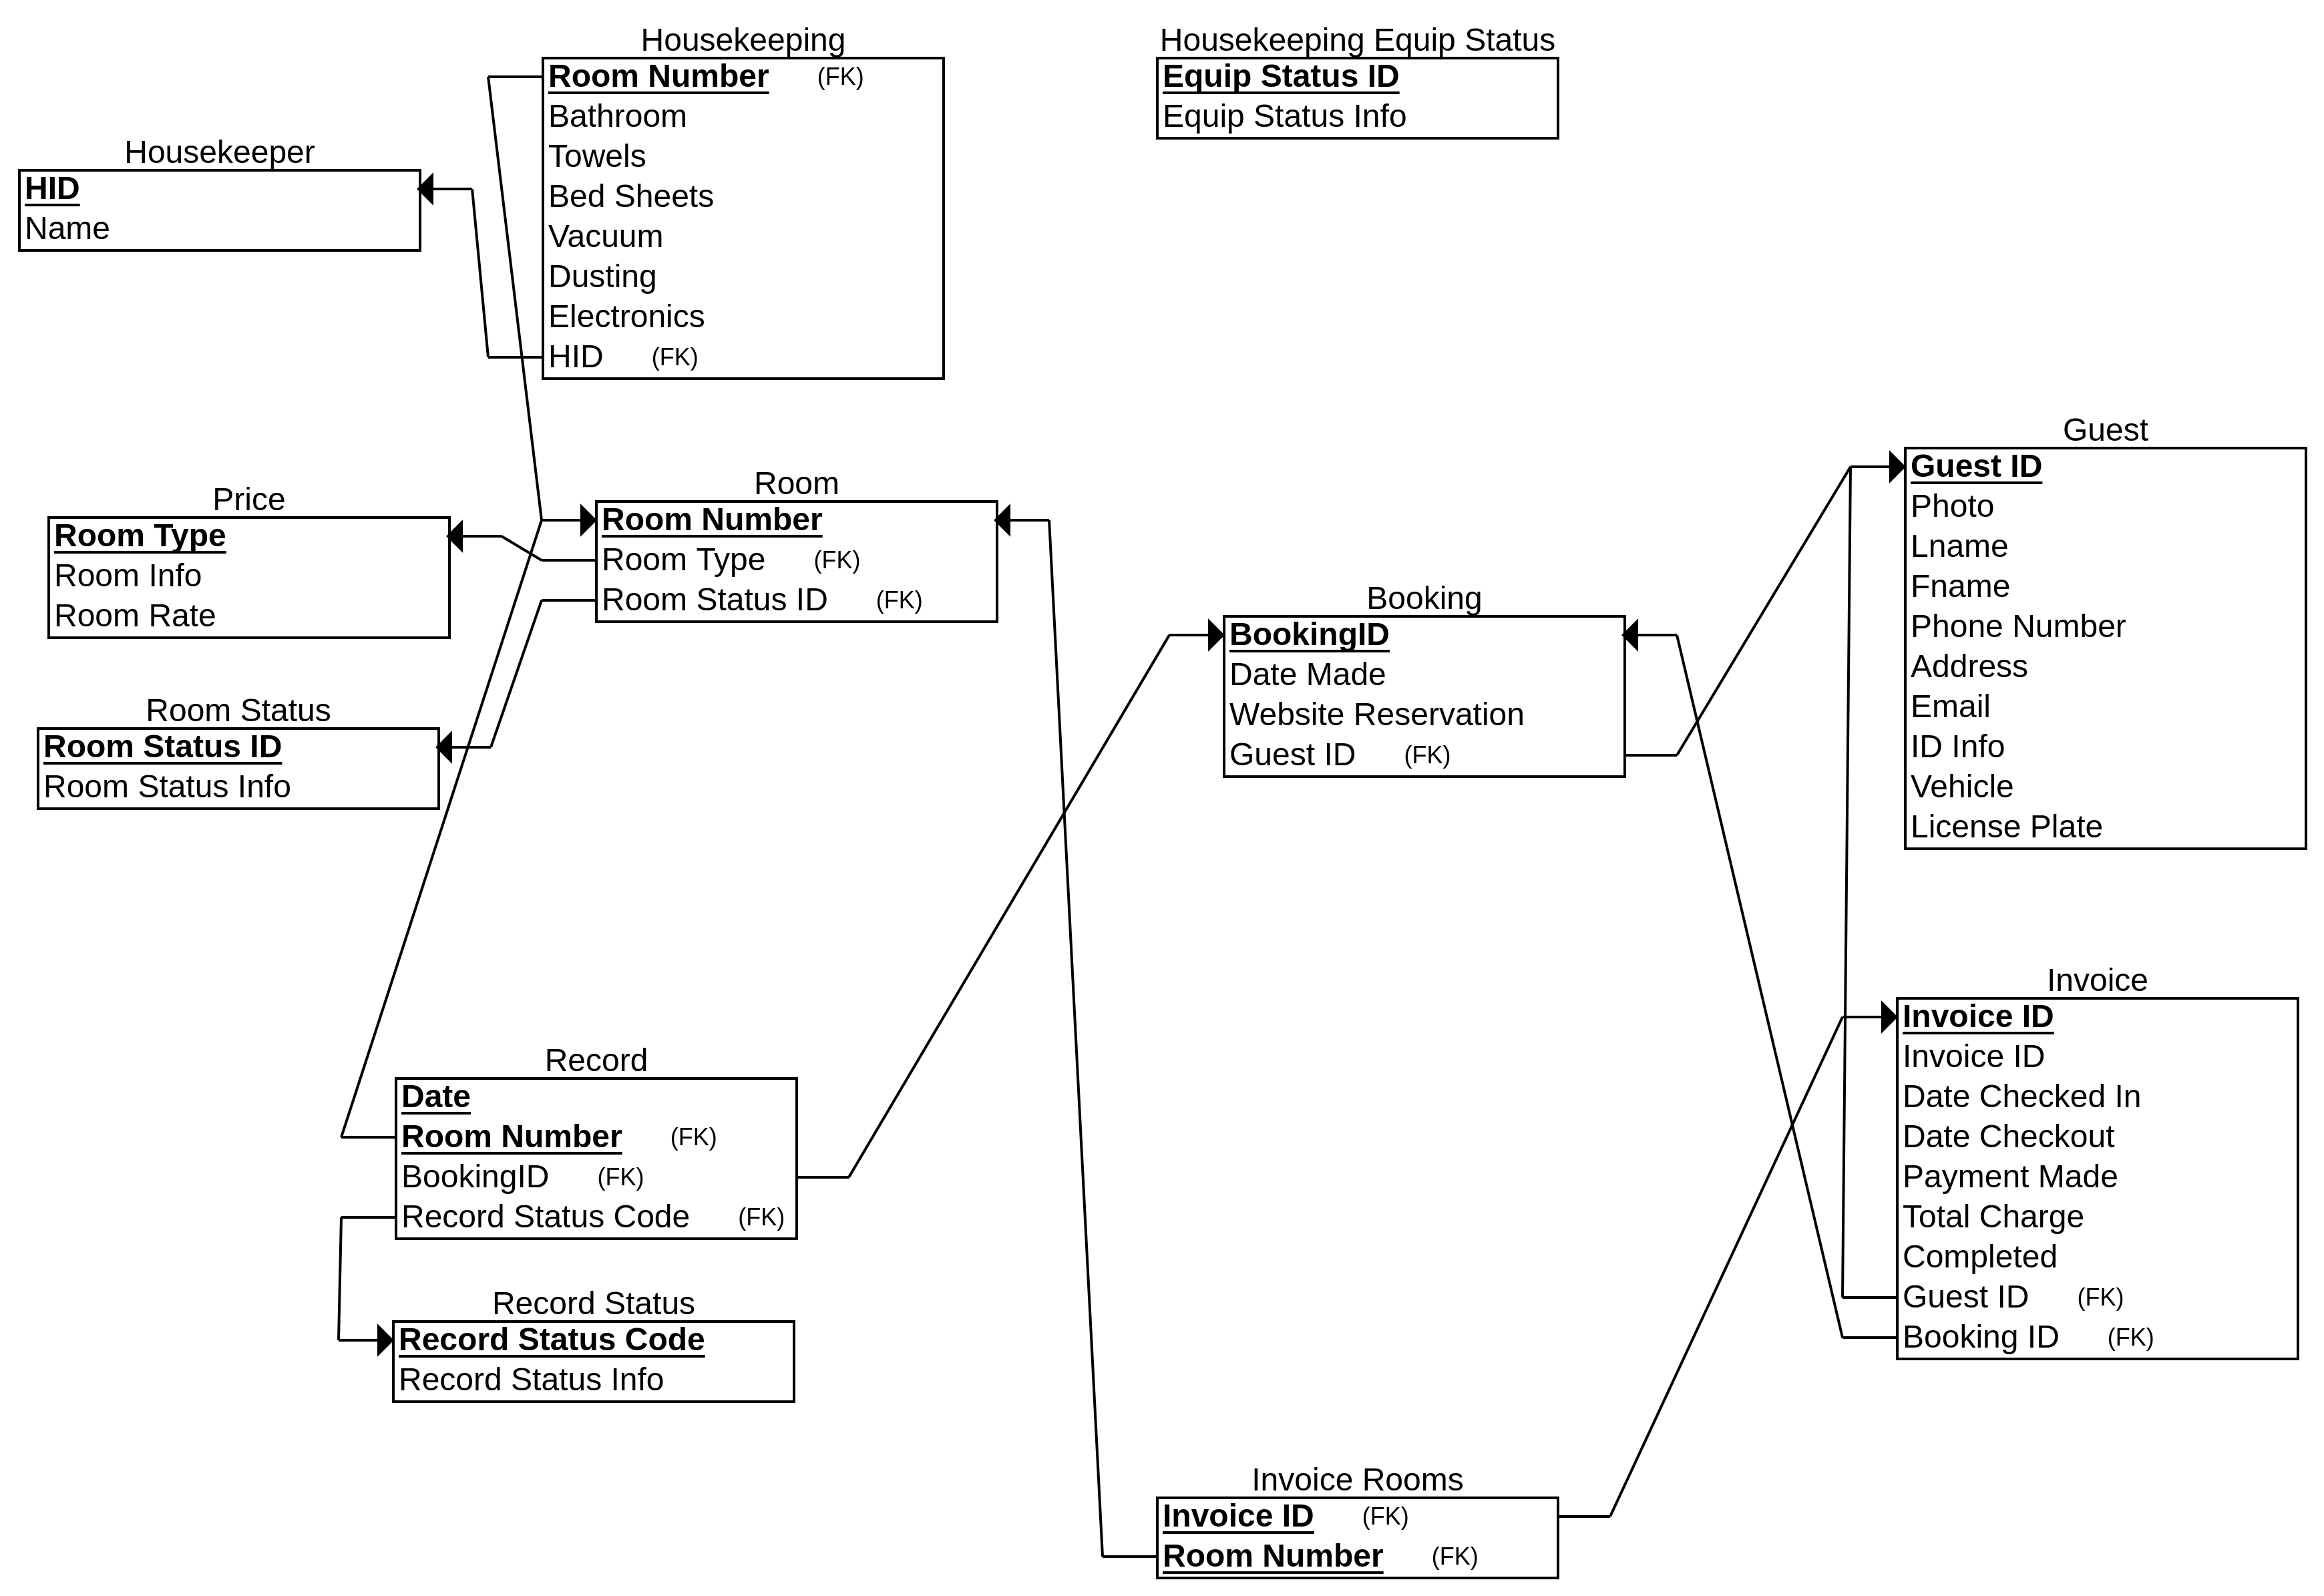 Housekeeping
Room Number (FK)
Bathroom
Towels
Bed Sheets
Vacuum
Dusting
Electronics
HID (FK)
Housekeeping Equip Status
Equip Status ID
Equip Status Info
Housekeeper
HID
Name
Price
Room Type
Room Info
Room Rate
Room
Room Number
Room Type (FK)
Room Status ID (FK)
Room Status
Room Status ID
Room Status Info
Booking
BookingID
Date Made
Website Reservation
Guest ID (FK)
Guest
Guest ID
Photo
Lname
Fname
Phone Number
Address
Email
ID Info
Vehicle
License Plate
Record
Date
Room Number (FK)
BookingID (FK)
Record Status Code (FK)
Record Status
Record Status Code
Record Status Info
Invoice
Invoice ID
Invoice ID
Date Checked In
Date Checkout
Payment Made
Total Charge
Completed
Guest ID (FK)
Booking ID (FK)
Invoice Rooms
Invoice ID (FK)
Room Number (FK)